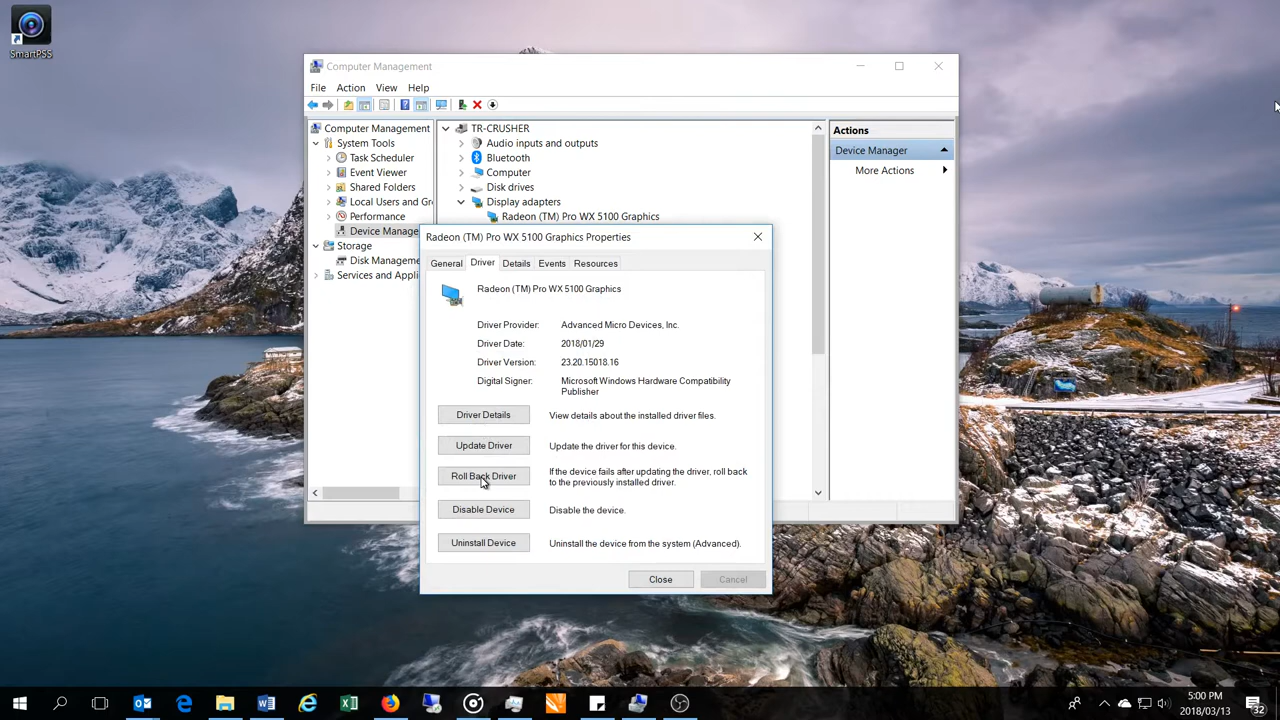 SmartPSS
Computer Management
File Action View Help
Computer Management
System Tools
Task Scheduler
Event Viewer
Shared Folders
Local Users and Gr
Performance
Device Manage
Storage
Disk Manageme
Services and Appli
TR-CRUSHER
Audio inputs and outputs
Bluetooth
Computer
Disk drives
Display adapters
Radeon (TM) Pro WX 5100 Graphics
Actions
Device Manager
More Actions
Radeon (TM) Pro WX 5100 Graphics Properties
General Driver Details Events Resources
Radeon (TM) Pro WX 5100 Graphics
Driver Provider: Advanced Micro Devices, Inc.
Driver Date: 2018/01/29
Driver Version: 23.20.15018.16
Digital Signer: Microsoft Windows Hardware Compatibility
Publisher
Driver Details View details about the installed driver files.
Update Driver Update the driver for this device.
Roll Back Driver If the device fails after updating the driver, roll back
to the previously installed driver.
Disable Device Disable the device.
Uninstall Device Uninstall the device from the system (Advanced).
Close Cancel
5:00 PM
2018/03/13
32